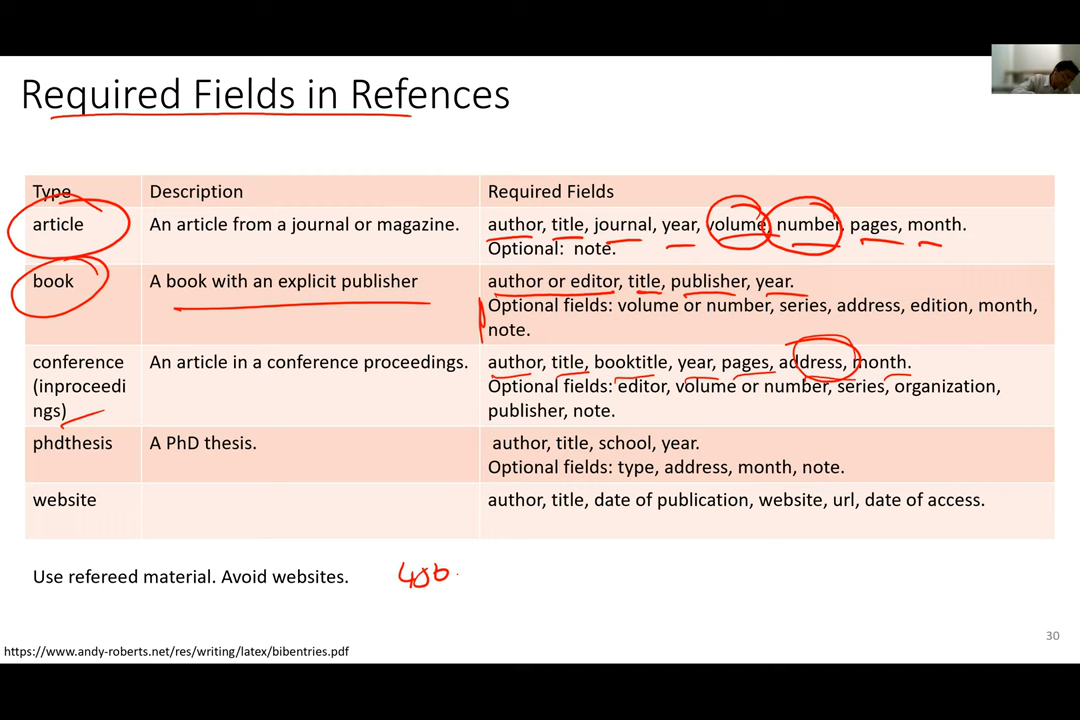 Required Fields in Refences
Type Description Required Fields
article An article from a journal or magazine. author, title, journal, year, volume, number, pages, month.
Optional: note.
book A book with an explicit publisher author or editor, title, publisher, year.
Optional fields: volume or number, series, address, edition, month,
note.
conference An article in a conference proceedings. author, title, booktitle, year, pages, address, month.
(inproceedi Optional fields: editor, volume or number, series, organization,
ngs) publisher, note.
phdthesis A PhD thesis. author, title, school, year.
Optional fields: type, address, month, note.
website author, title, date of publication, website, url, date of access.
Use refereed material. Avoid websites.
30
https://www.andy-roberts.net/res/writing/latex/bibentries.pdf